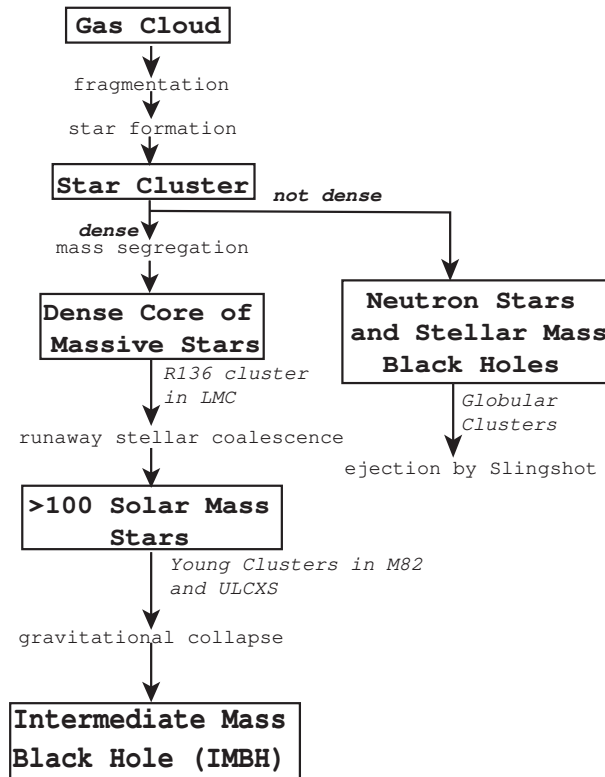 Gas Cloud
fragmentation
star formation
Star Cluster
not dense
dense
mass segregation
Dense Core of
Massive Stars
Neutron Stars
and Stellar Mass
Black Holes
R136 cluster
in LMC
Globular
Clusters
runaway stellar coalescence
ejection by Slingshot
>100 Solar Mass
Stars
Young Clusters in M82
and ULCXS
gravitational collapse
Intermediate Mass
Black Hole (IMBH)